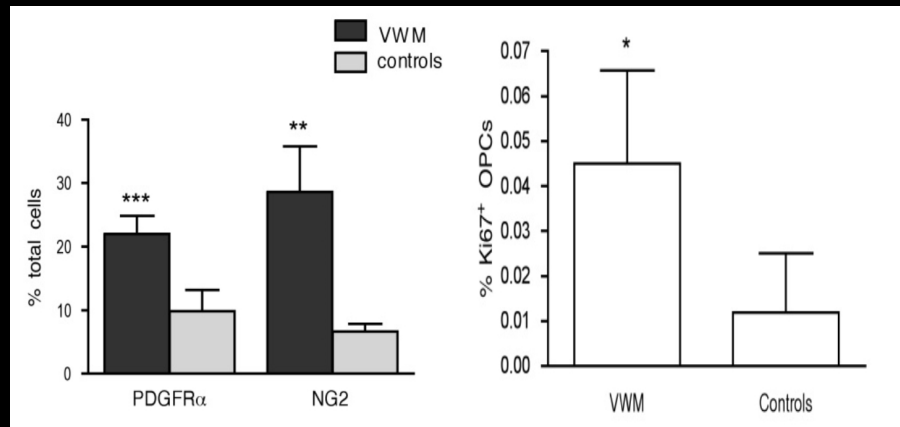 VWM
controls
% total cells
40
30
20
10
0
***
**
PDGFRα
NG2
% Ki67⁺ OPCs
0.07
0.06
0.05
0.04
0.03
0.02
0.01
0.00
*
VWM
Controls